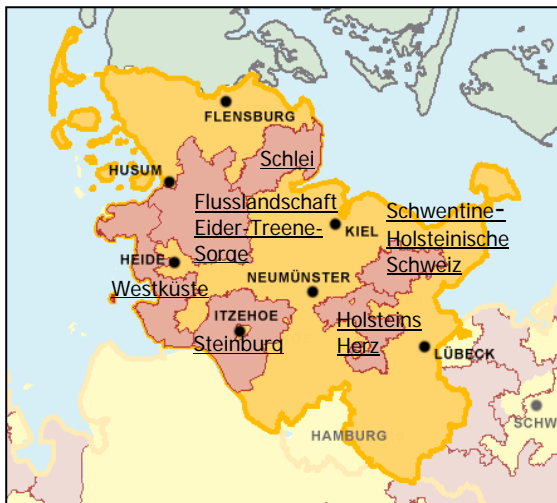 FLENSBURG
Schlei
HUSUM
Flusslandschaft
Eider-Treene-
Sorge
KIEL
Schwentine-
Holsteinische
Schweiz
HEIDE
NEUMÜNSTER
Westküste
ITZEHOE
Steinburg
Holsteins
Herz
LÜBECK
HAMBURG
SCHW